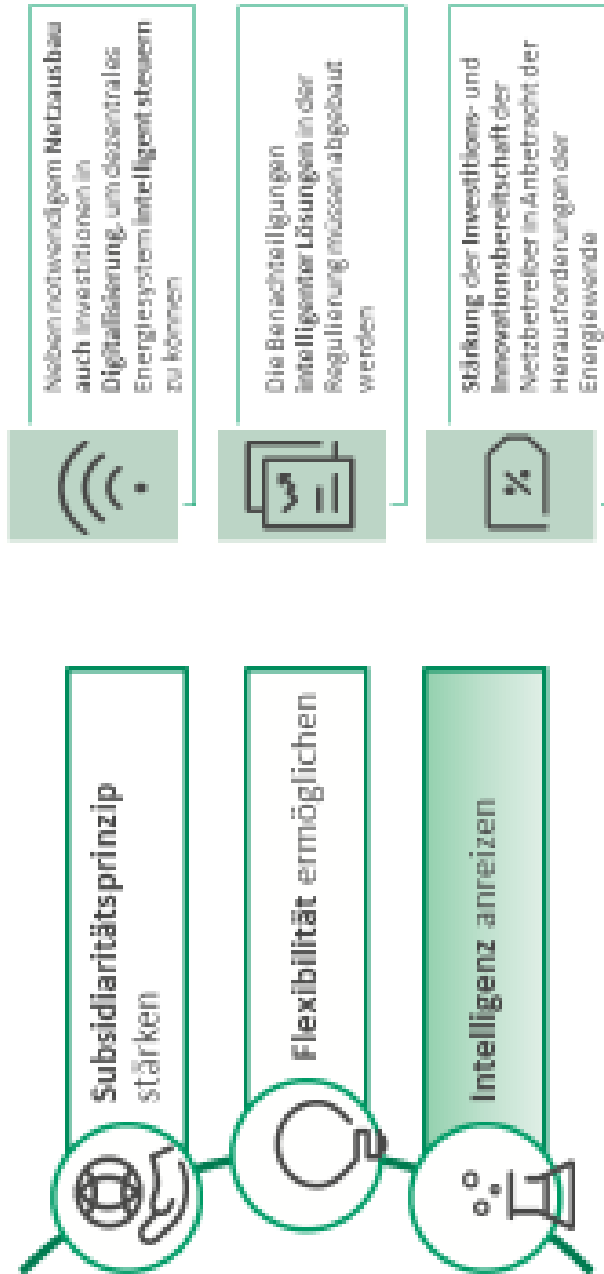 Subsidiaritätsprinzip
stärken
Flexibilität ermöglichen
Intelligenz anreizen
Neben notwendigem Netzausbau
auch Investitionen in
Digitalisierung, um dezentrales
Energiesystem intelligent steuern
zu können
Die Benachteiligungen
intelligenter Lösungen in der
Regulierung müssen abgebaut
werden
%
Stärkung der Investitions- und
Innovationsbereitschaft der
Netzbetreiber in Anbetracht der
Herausforderungen der
Energiewende